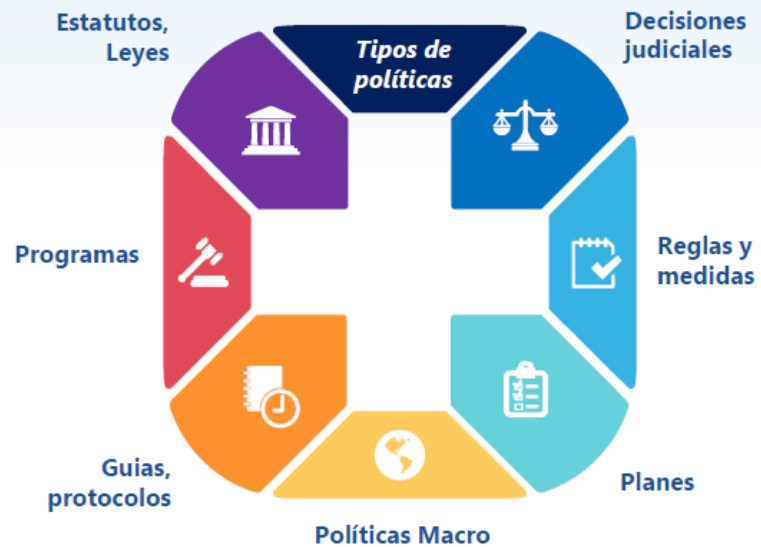 Estatutos,
Leyes
Tipos de
políticas
Decisiones
judiciales
Programas
Reglas y
medidas
Guias,
protocolos
Planes
Políticas Macro